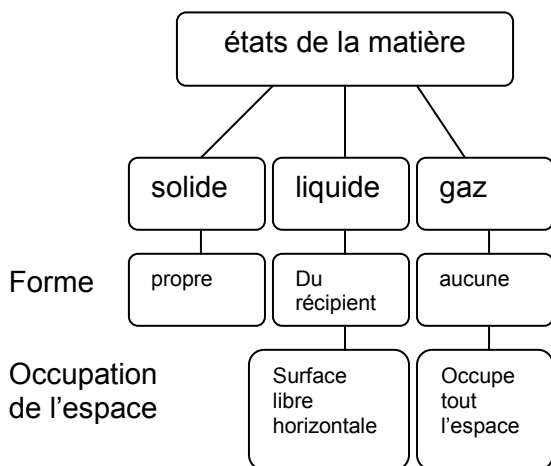 états de la matière
solide liquide gaz
Forme propre Du récipient aucune
Occupation de l'espace Surface libre horizontale Occupe tout l'espace